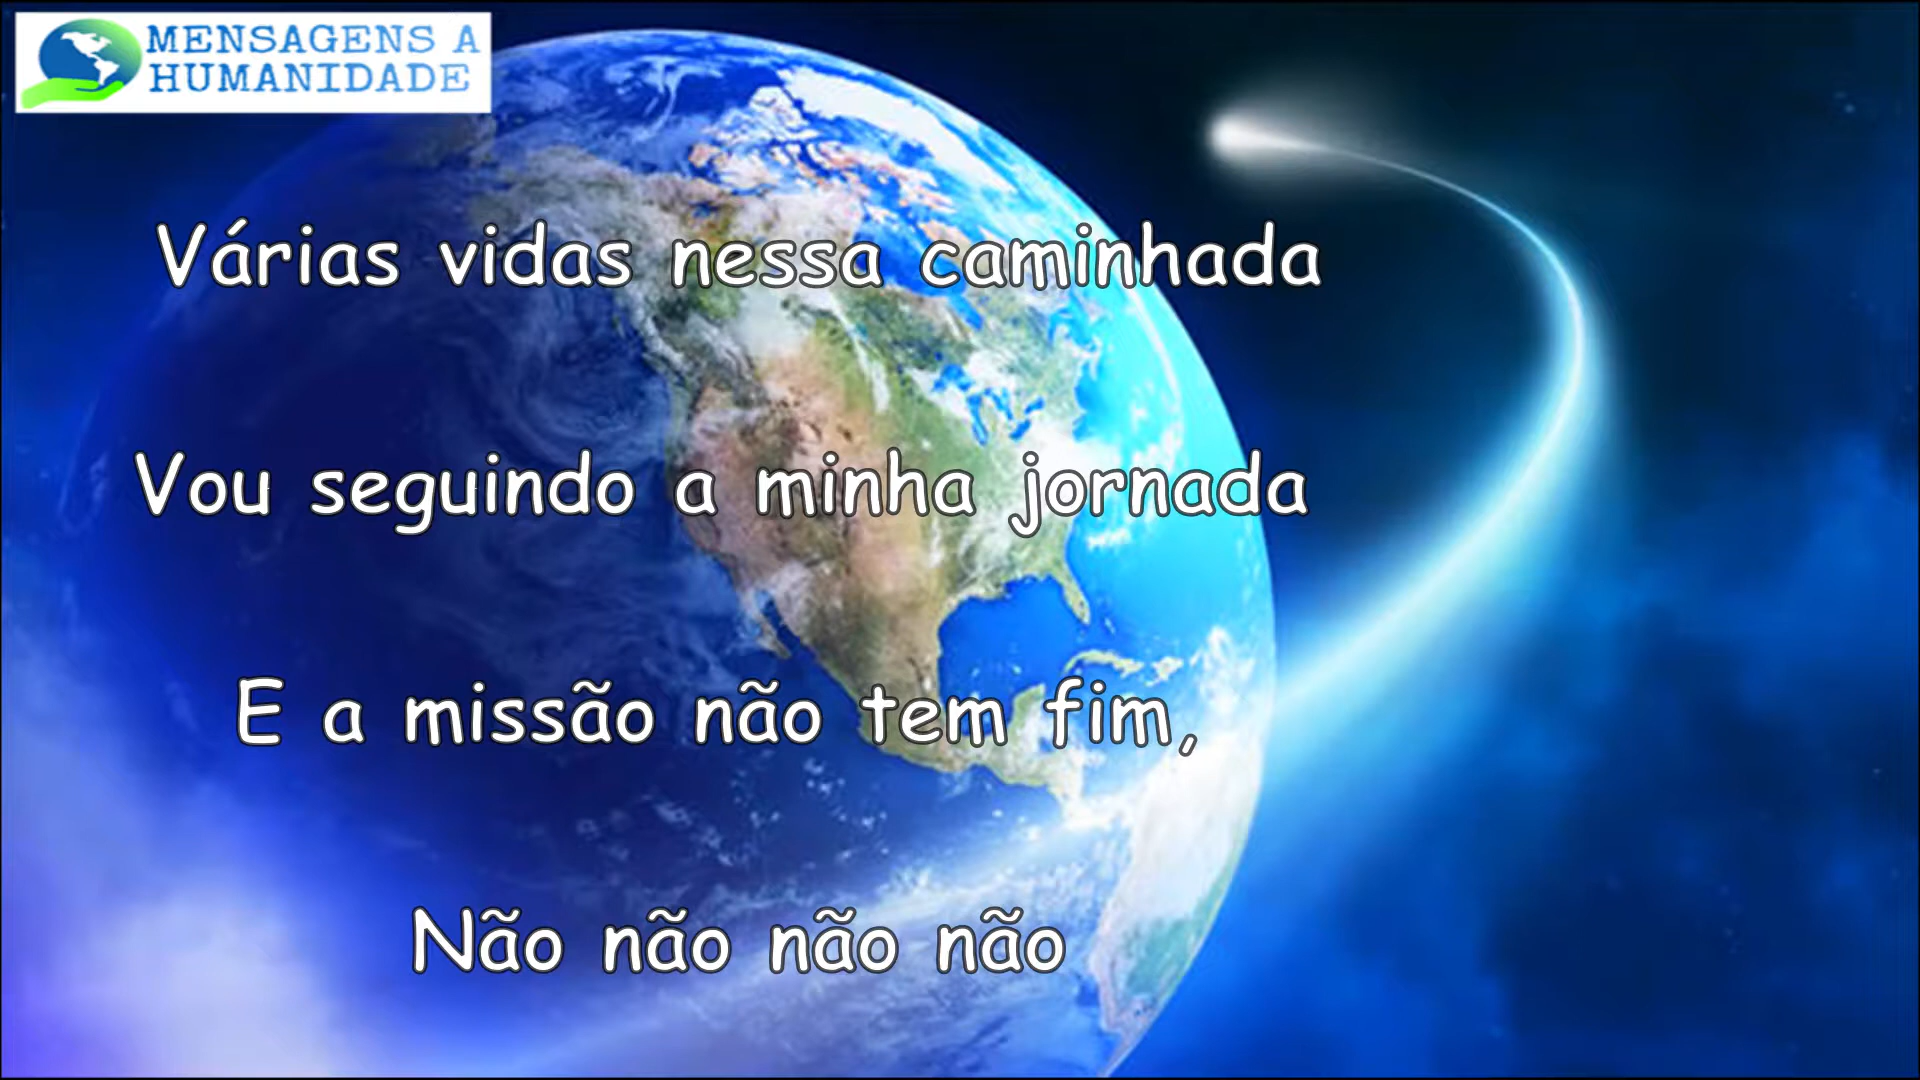 MENSAGENS A
HUMANIDADE
Várias vidas nessa caminhada
Vou seguindo a minha jornada
E a missão não tem fim,
Não não não não